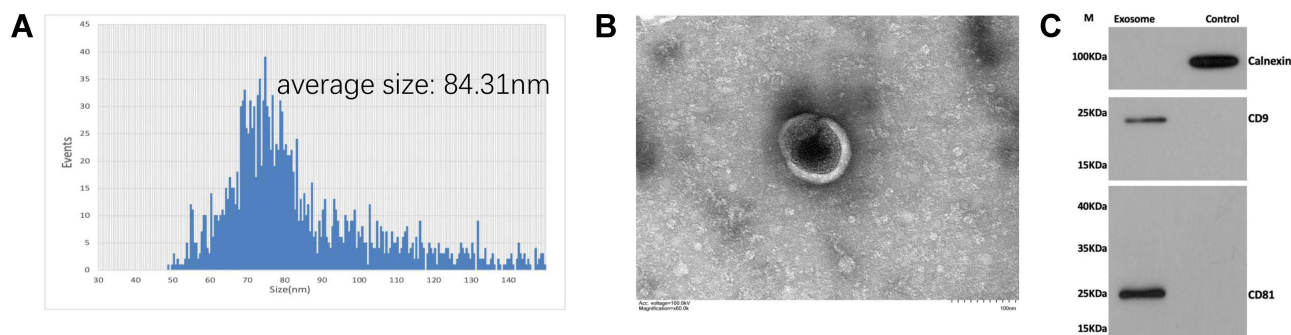 A
45
40
35
30
25
20
15
10
5
0
Events
average size: 84.31nm
30 40 50 60 70 80 90 100 110 120 130 140
Size(nm)
B
Acc. voltage=100.0kV
Magnification=x60.0k
100nm
C
M Exosome Control
100KDa Calnexin
25KDa CD9
15KDa
40KDa
35KDa
25KDa CD81
15KDa